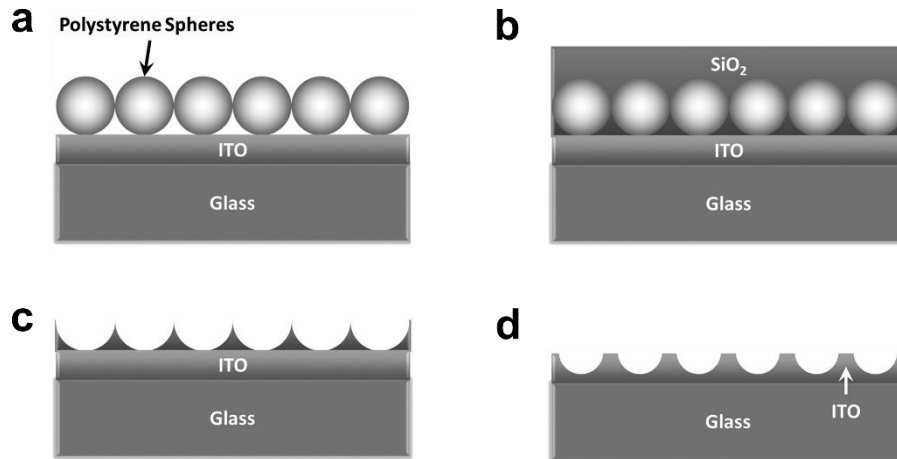 a
Polystyrene Spheres
ITO
Glass
b
SiO₂
ITO
Glass
c
ITO
Glass
d
Glass
ITO